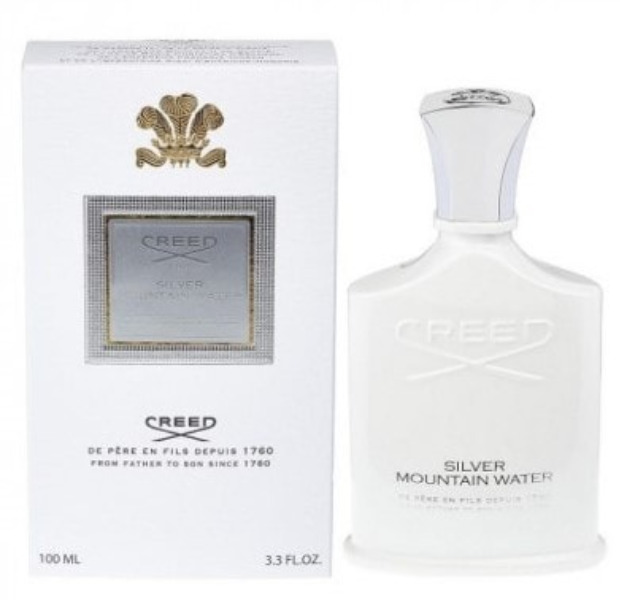 CREED
SILVER
MOUNTAIN WATER
CREED
DE PÈRE EN FILS DEPUIS 1760
FROM FATHER TO SON SINCE 1760
100 ML
3.3 FL.OZ.
CREED
SILVER
MOUNTAIN WATER
DE PÈRE EN FILS DEPUIS 1760